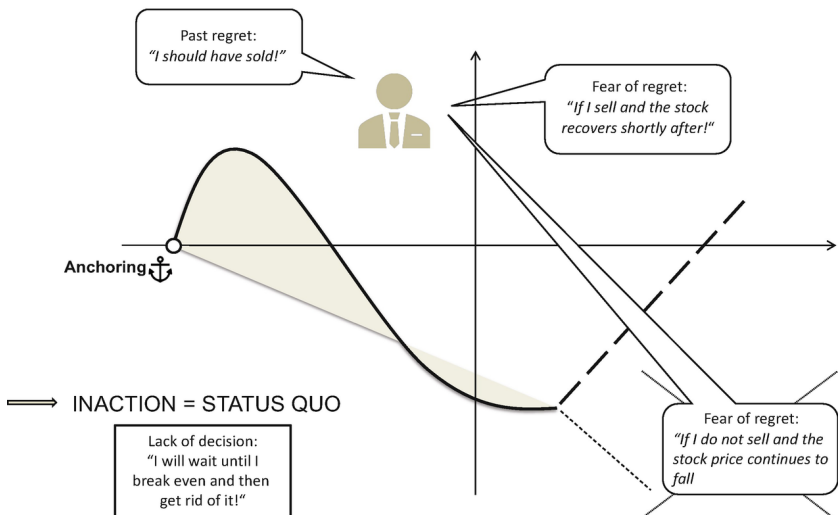 Past regret:
“I should have sold!”
Fear of regret:
“If I sell and the stock
recovers shortly after!“
Anchoring
INACTION = STATUS QUO
Lack of decision:
“I will wait until I
break even and then
get rid of it!“
Fear of regret:
“If I do not sell and the
stock price continues to
fall